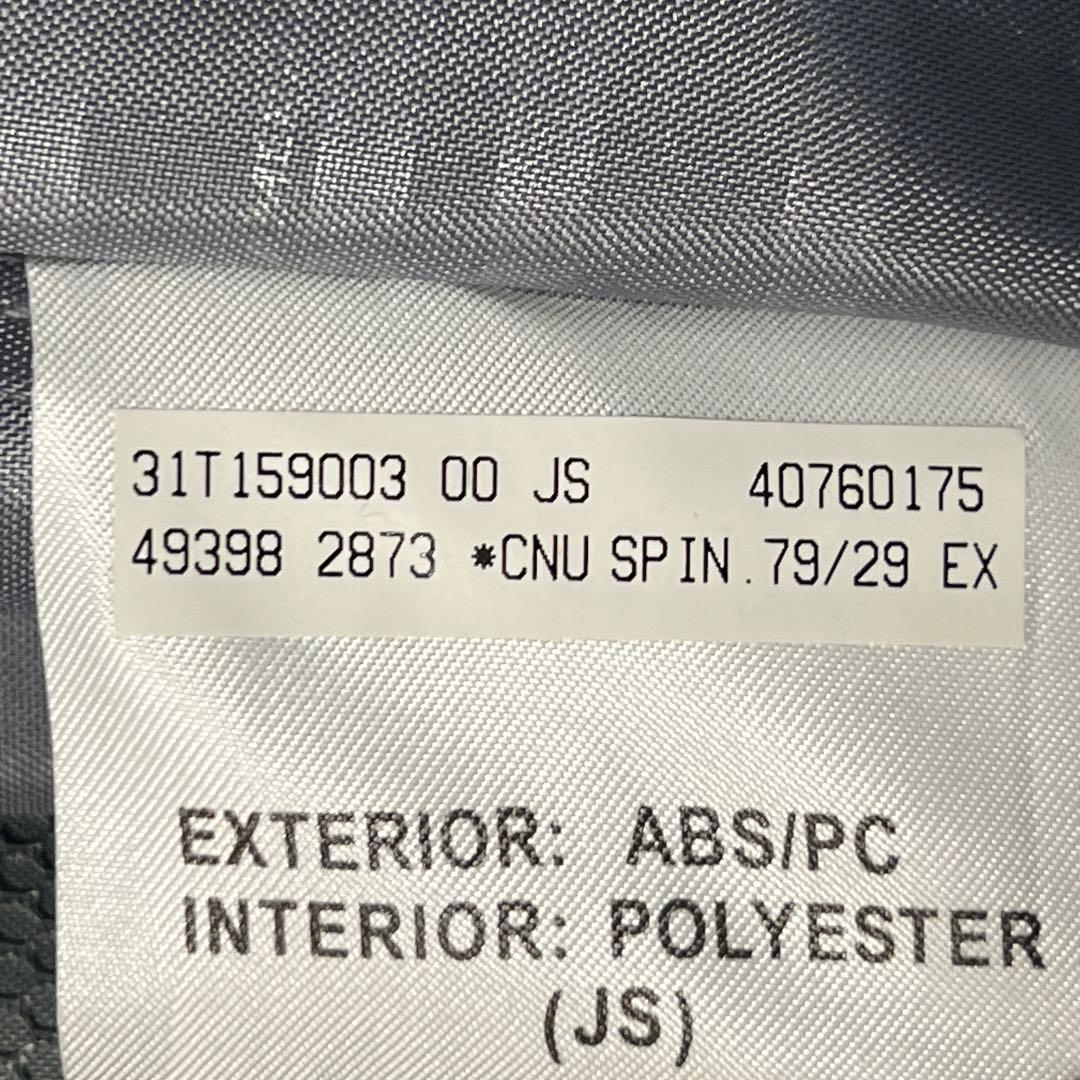 31T159003 00 JS 40760175
49398 2873 *CNU SPIN.79/29 EX
EXTERIOR: ABS/PC
INTERIOR: POLYESTER
(JS)